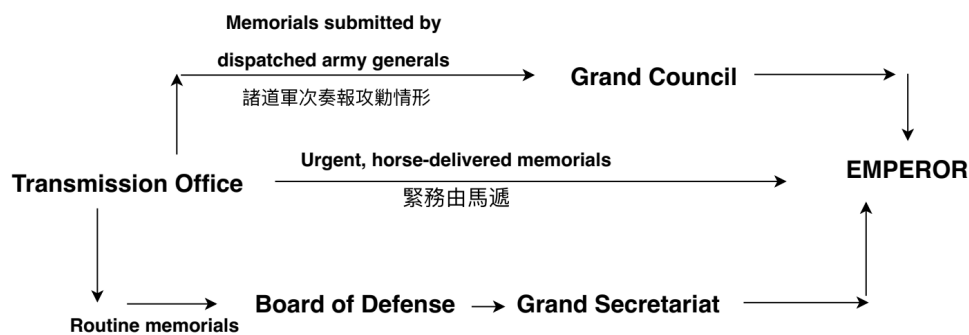 Memorials submitted by
dispatched army generals
諸道軍次奏報攻勦情形
Grand Council
Urgent, horse-delivered memorials
緊務由馬遞
Transmission Office
EMPEROR
Routine memorials
Board of Defense
Grand Secretariat